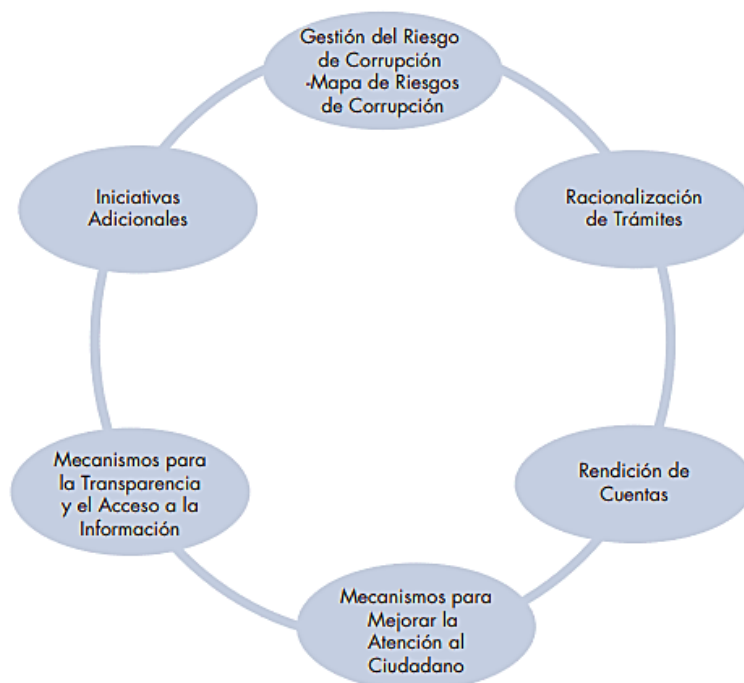 Gestión del Riesgo
de Corrupción
-Mapa de Riesgos
de Corrupción
Racionalización
de Trámites
Rendición de
Cuentas
Mecanismos para
Mejorar la
Atención al
Ciudadano
Mecanismos para
la Transparencia
y el Acceso a la
Información
Iniciativas
Adicionales